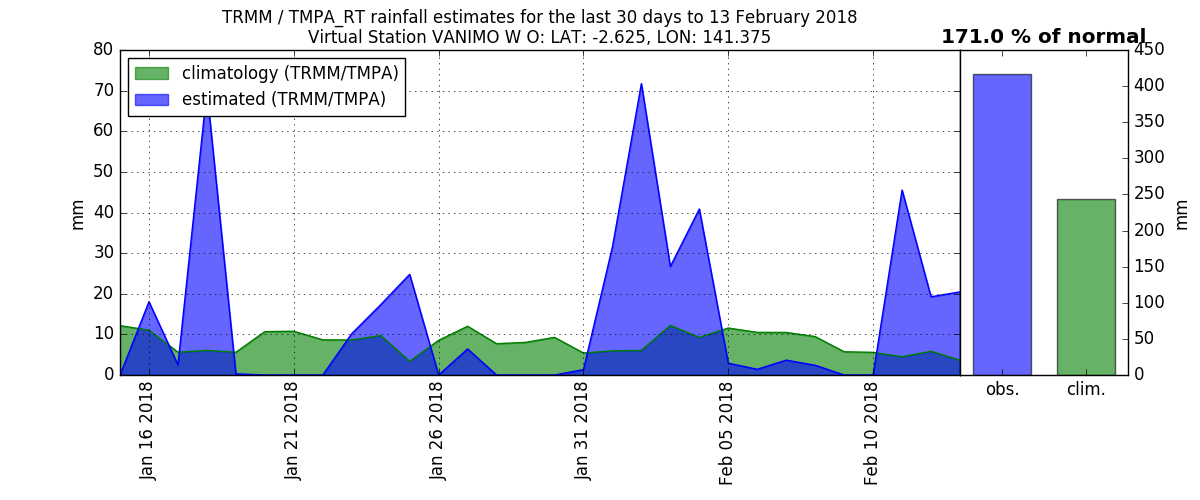 TRMM / TMPA_RT rainfall estimates for the last 30 days to 13 February 2018
Virtual Station VANIMO W O: LAT: -2.625, LON: 141.375
171.0 % of normal
climatology (TRMM/TMPA)
estimated (TRMM/TMPA)
80
70
60
50
40
30
20
10
0
mm
Jan 16 2018
Jan 21 2018
Jan 26 2018
Jan 31 2018
Feb 05 2018
Feb 10 2018
obs.
clim.
450
400
350
300
250
200
150
100
50
0
mm